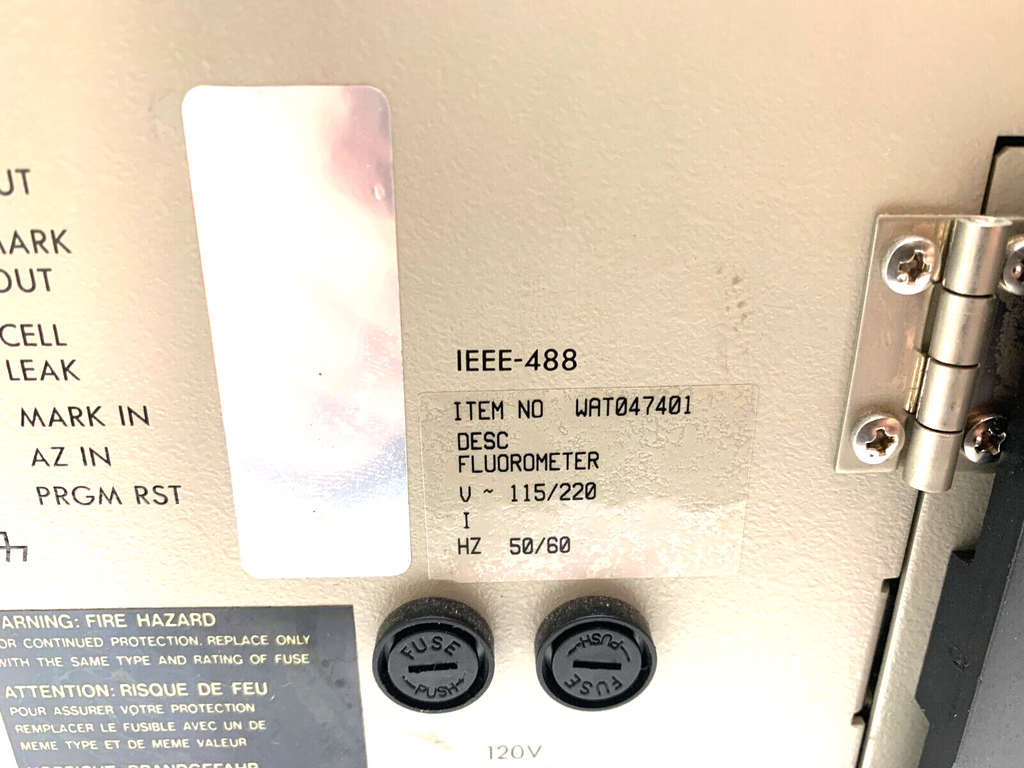 UT
MARK
OUT
CELL
LEAK
MARK IN
AZ IN
PRGM RST
IEEE-488
ITEM NO WAT047401
DESC
FLUOROMETER
V ~ 115/220
I
HZ 50/60
FUSE
PUSH
FUSE
PUSH
ARNING: FIRE HAZARD
OR CONTINUED PROTECTION, REPLACE ONLY
WITH THE SAME TYPE AND RATING OF FUSE
ATTENTION: RISQUE DE FEU
POUR ASSURER VOTRE PROTECTION
REMPLACER LE FUSIBLE AVEC UN DE
MEME TYPE ET DE MEME VALEUR
120V